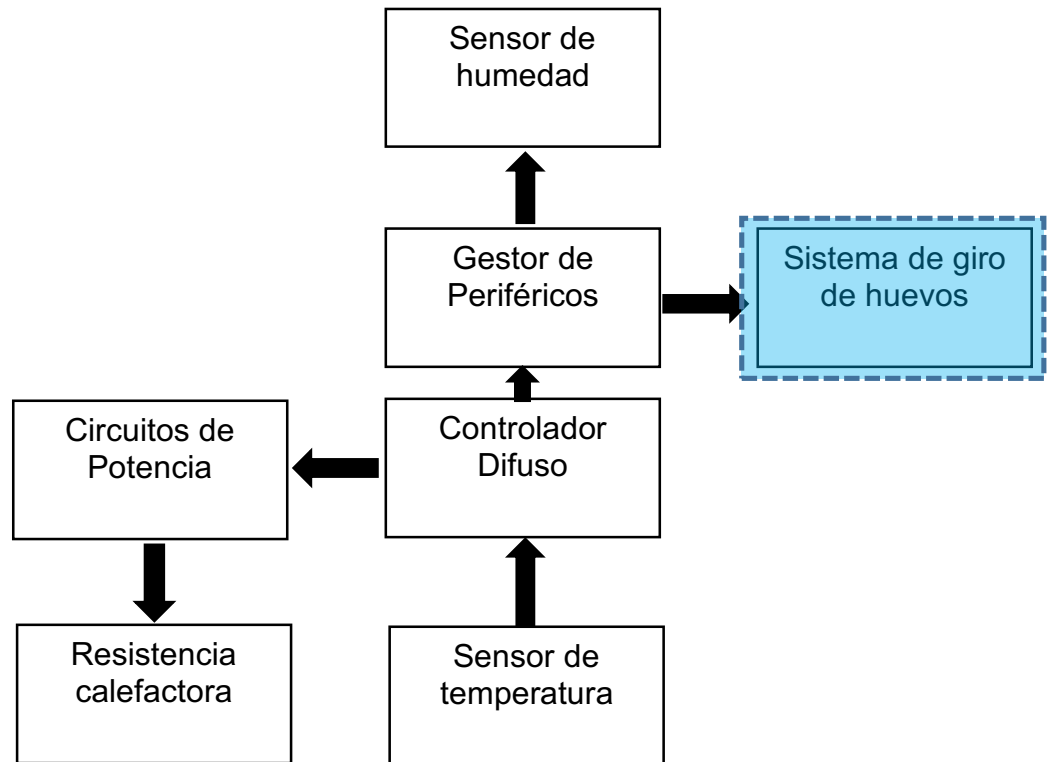 Sensor de
humedad
Gestor de
Periféricos
Sistema de giro
de huevos
Circuitos de
Potencia
Controlador
Difuso
Resistencia
calefactora
Sensor de
temperatura